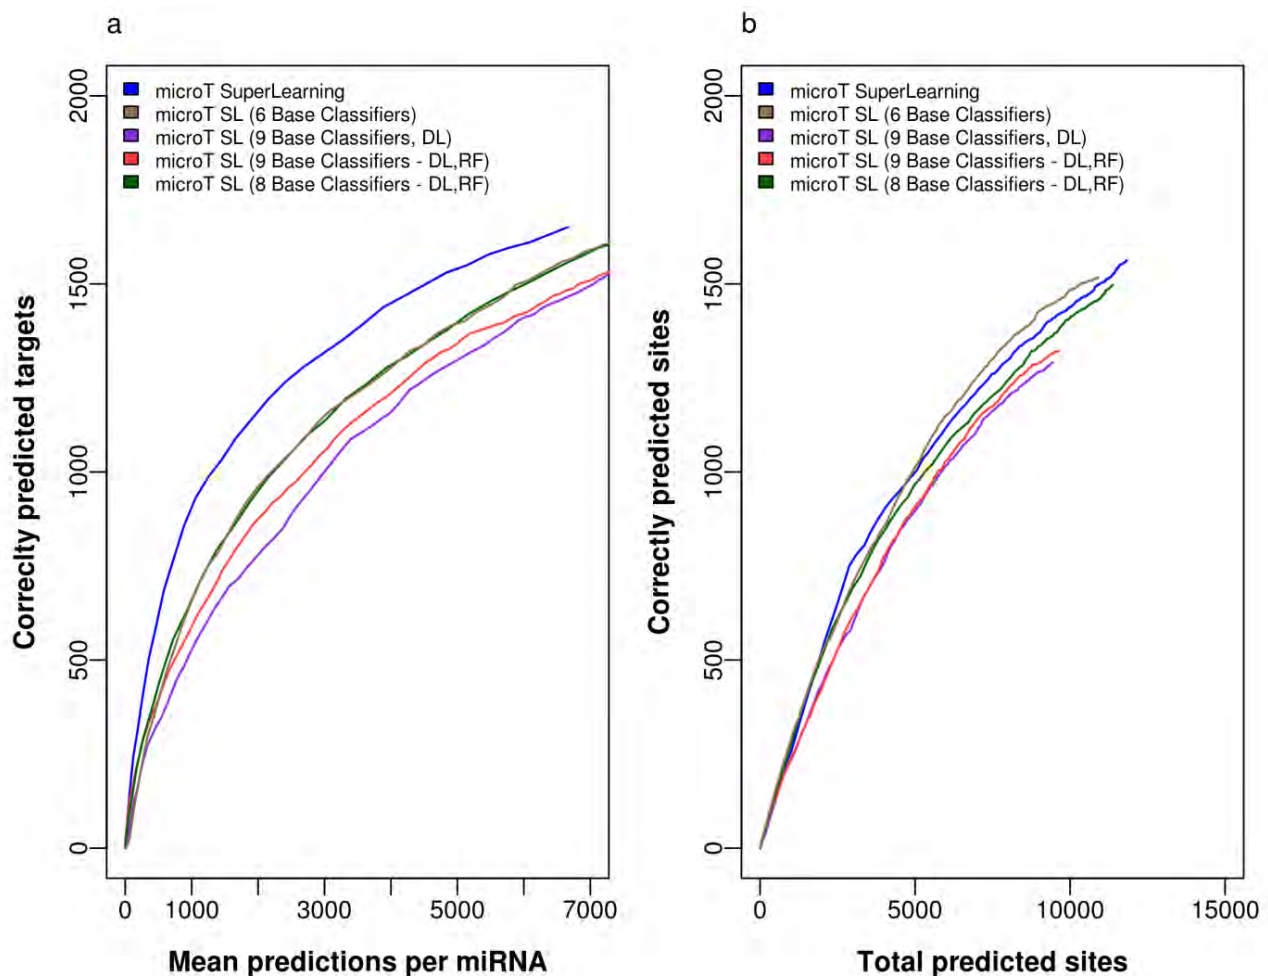 a
microT SuperLearning
microT SL (6 Base Classifiers)
microT SL (9 Base Classifiers, DL)
microT SL (9 Base Classifiers - DL,RF)
microT SL (8 Base Classifiers - DL,RF)
Correclty predicted targets
2000
1500
1000
500
0
0 1000 3000 5000 7000
Mean predictions per miRNA
b
microT SuperLearning
microT SL (6 Base Classifiers)
microT SL (9 Base Classifiers, DL)
microT SL (9 Base Classifiers - DL,RF)
microT SL (8 Base Classifiers - DL,RF)
Correctly predicted sites
2000
1500
1000
500
0
0 5000 10000 15000
Total predicted sites